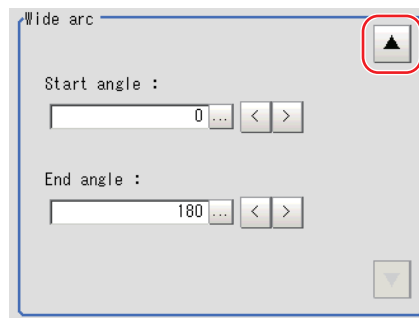 Wide arc
▲
Start angle :
0 ... < >
End angle :
180 ... < >
▼